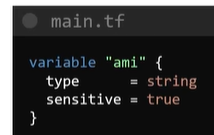 main.tf
variable "ami" {
  type      = string
  sensitive = true
}